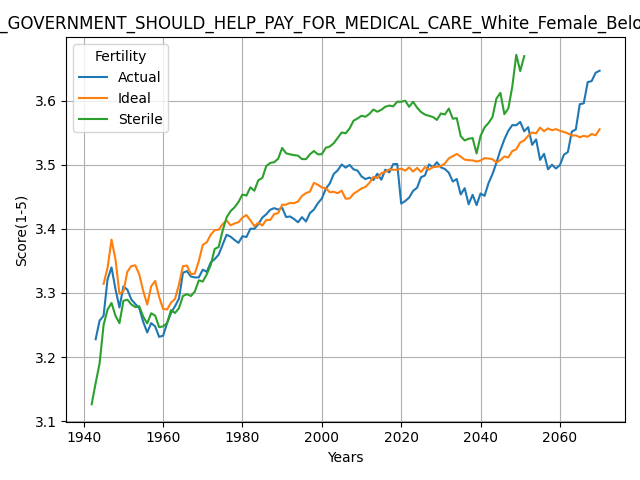 _GOVERNMENT_SHOULD_HELP_PAY_FOR_MEDICAL_CARE_White_Female_Belo
Fertility
Actual
Ideal
Sterile
Score(1-5)
3.6
3.5
3.4
3.3
3.2
3.1
1940 1960 1980 2000 2020 2040 2060
Years